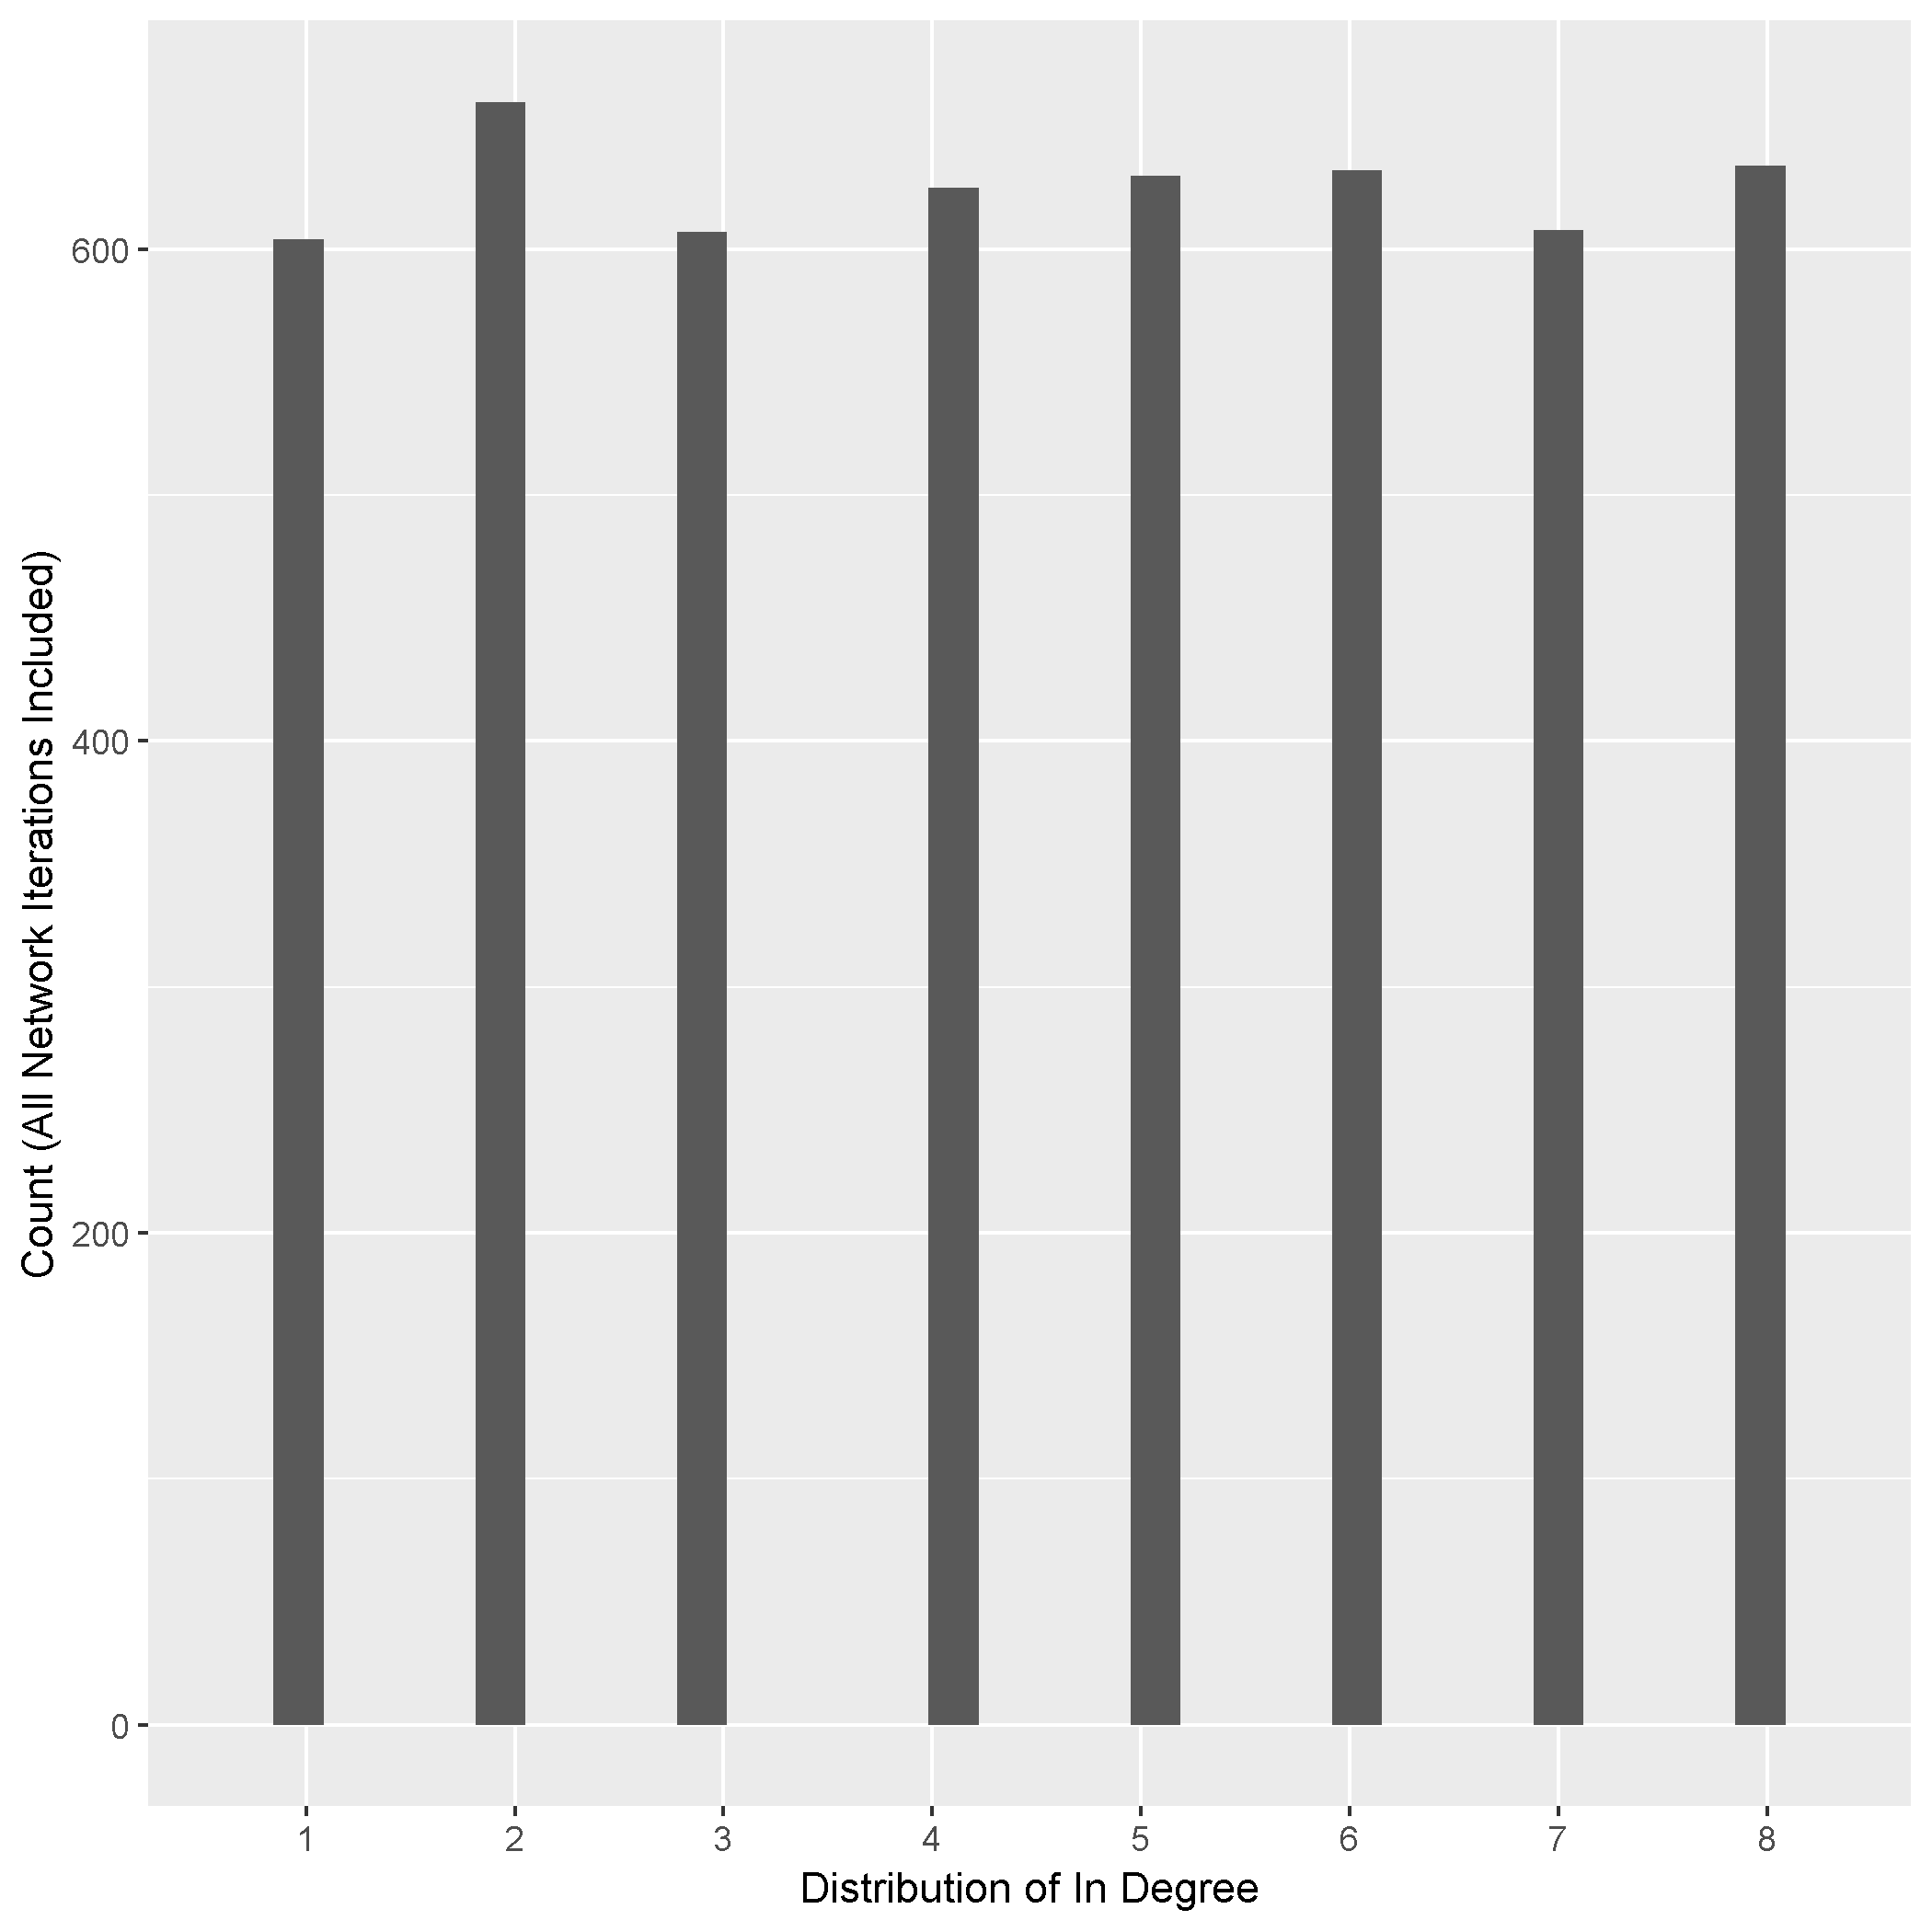 Count (All Network Iterations Included)
600
400
200
0
1 2 3 4 5 6 7 8
Distribution of In Degree